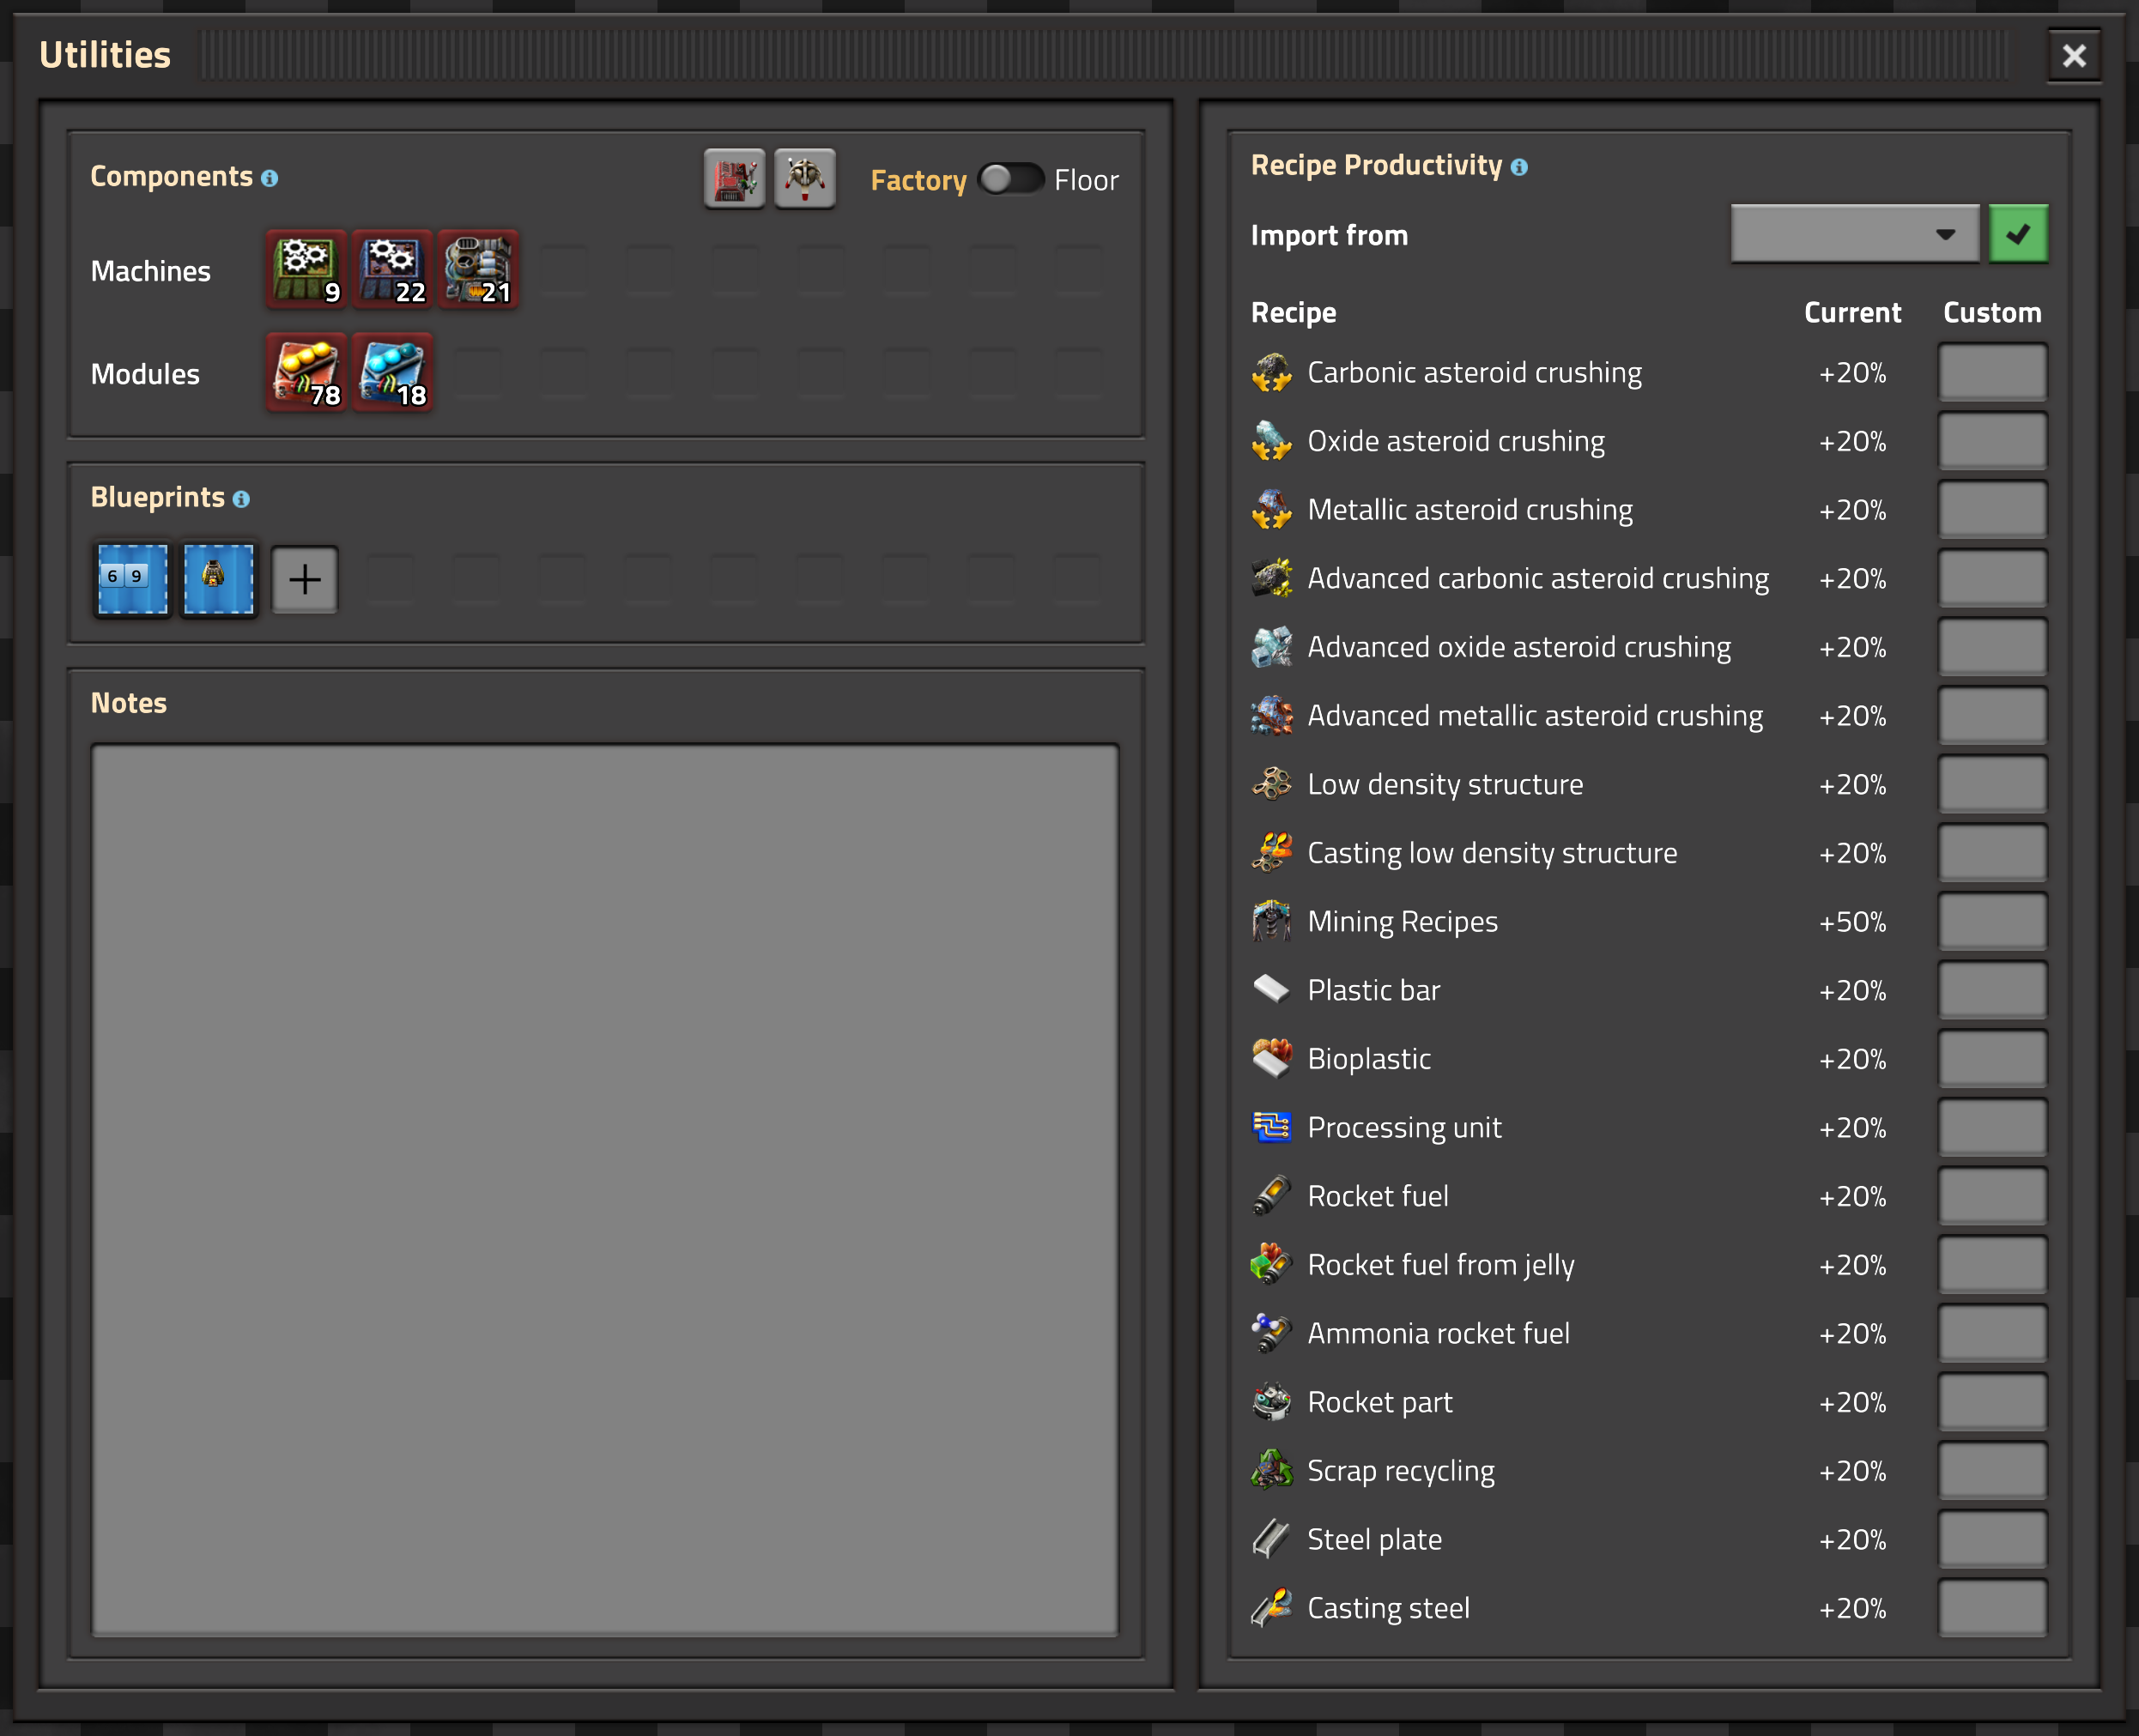 Utilities
Components
Factory Floor
Machines 9 22 21
Modules 78 18
Blueprints
6 9
Notes
Recipe Productivity
Import from
Recipe Current Custom
Carbonic asteroid crushing +20%
Oxide asteroid crushing +20%
Metallic asteroid crushing +20%
Advanced carbonic asteroid crushing +20%
Advanced oxide asteroid crushing +20%
Advanced metallic asteroid crushing +20%
Low density structure +20%
Casting low density structure +20%
Mining Recipes +50%
Plastic bar +20%
Bioplastic +20%
Processing unit +20%
Rocket fuel +20%
Rocket fuel from jelly +20%
Ammonia rocket fuel +20%
Rocket part +20%
Scrap recycling +20%
Steel plate +20%
Casting steel +20%